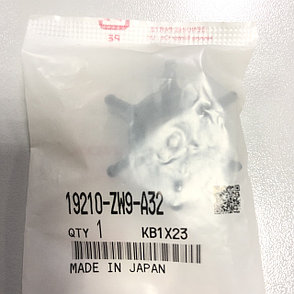 19210-ZW9-A32
QTY 1 KB1X23
MADE IN JAPAN